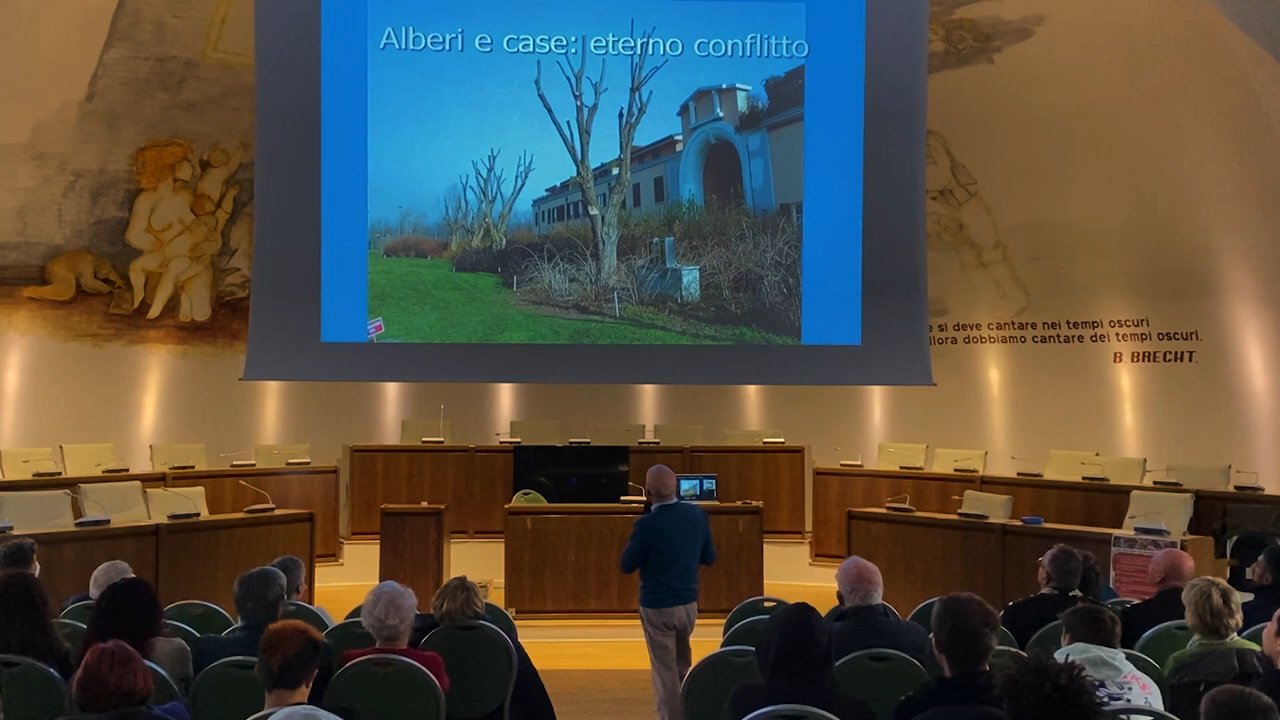 Alberi e case: eterno conflitto
e si deve cantare nei tempi oscuri
llora dobbiamo cantare dei tempi oscuri.
B. BRECHT.